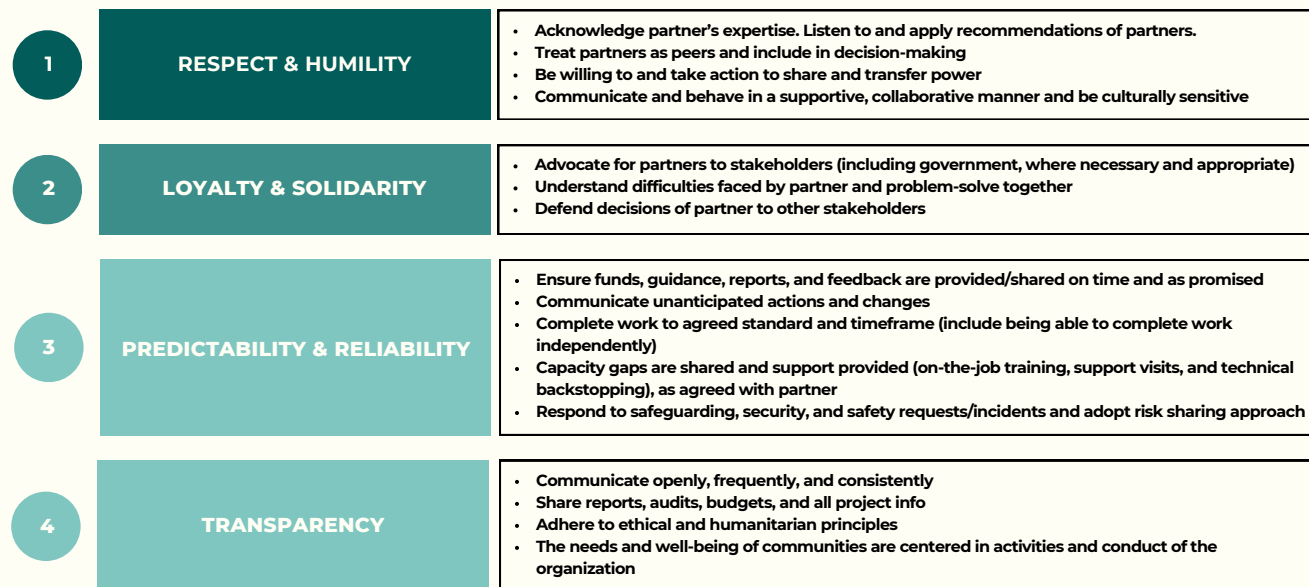 1
RESPECT & HUMILITY
• Acknowledge partner's expertise. Listen to and apply recommendations of partners.
• Treat partners as peers and include in decision-making
• Be willing to and take action to share and transfer power
• Communicate and behave in a supportive, collaborative manner and be culturally sensitive
2
LOYALTY & SOLIDARITY
• Advocate for partners to stakeholders (including government, where necessary and appropriate)
• Understand difficulties faced by partner and problem-solve together
• Defend decisions of partner to other stakeholders
3
PREDICTABILITY & RELIABILITY
• Ensure funds, guidance, reports, and feedback are provided/shared on time and as promised
• Communicate unanticipated actions and changes
• Complete work to agreed standard and timeframe (include being able to complete work
independently)
• Capacity gaps are shared and support provided (on-the-job training, support visits, and technical
backstopping), as agreed with partner
• Respond to safeguarding, security, and safety requests/incidents and adopt risk sharing approach
4
TRANSPARENCY
• Communicate openly, frequently, and consistently
• Share reports, audits, budgets, and all project info
• Adhere to ethical and humanitarian principles
• The needs and well-being of communities are centered in activities and conduct of the
organization